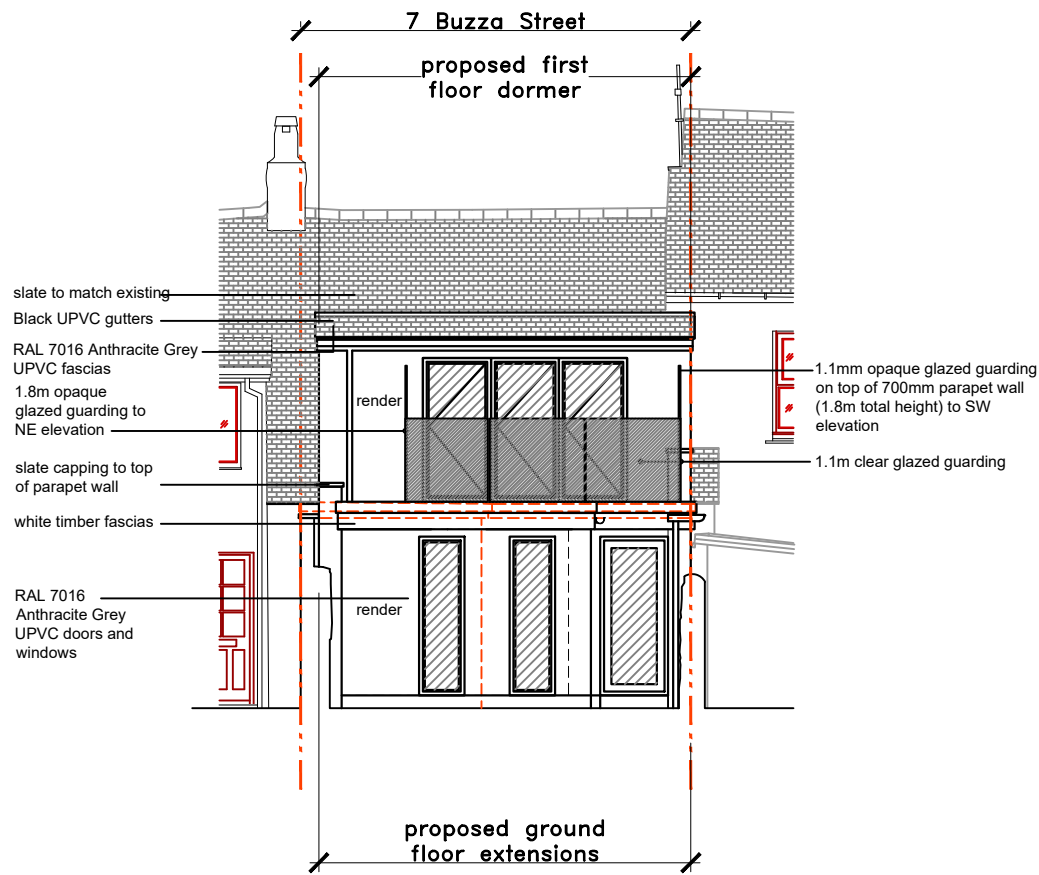 7 Buzza Street
proposed first
floor dormer
slate to match existing
Black UPVC gutters
RAL 7016 Anthracite Grey
UPVC fascias
1.8m opaque
glazed guarding to
NE elevation
slate capping to top
of parapet wall
white timber fascias
RAL 7016
Anthracite Grey
UPVC doors and
windows
render
render
1.1mm opaque glazed guarding
on top of 700mm parapet wall
(1.8m total height) to SW
elevation
1.1m clear glazed guarding
proposed ground
floor extensions